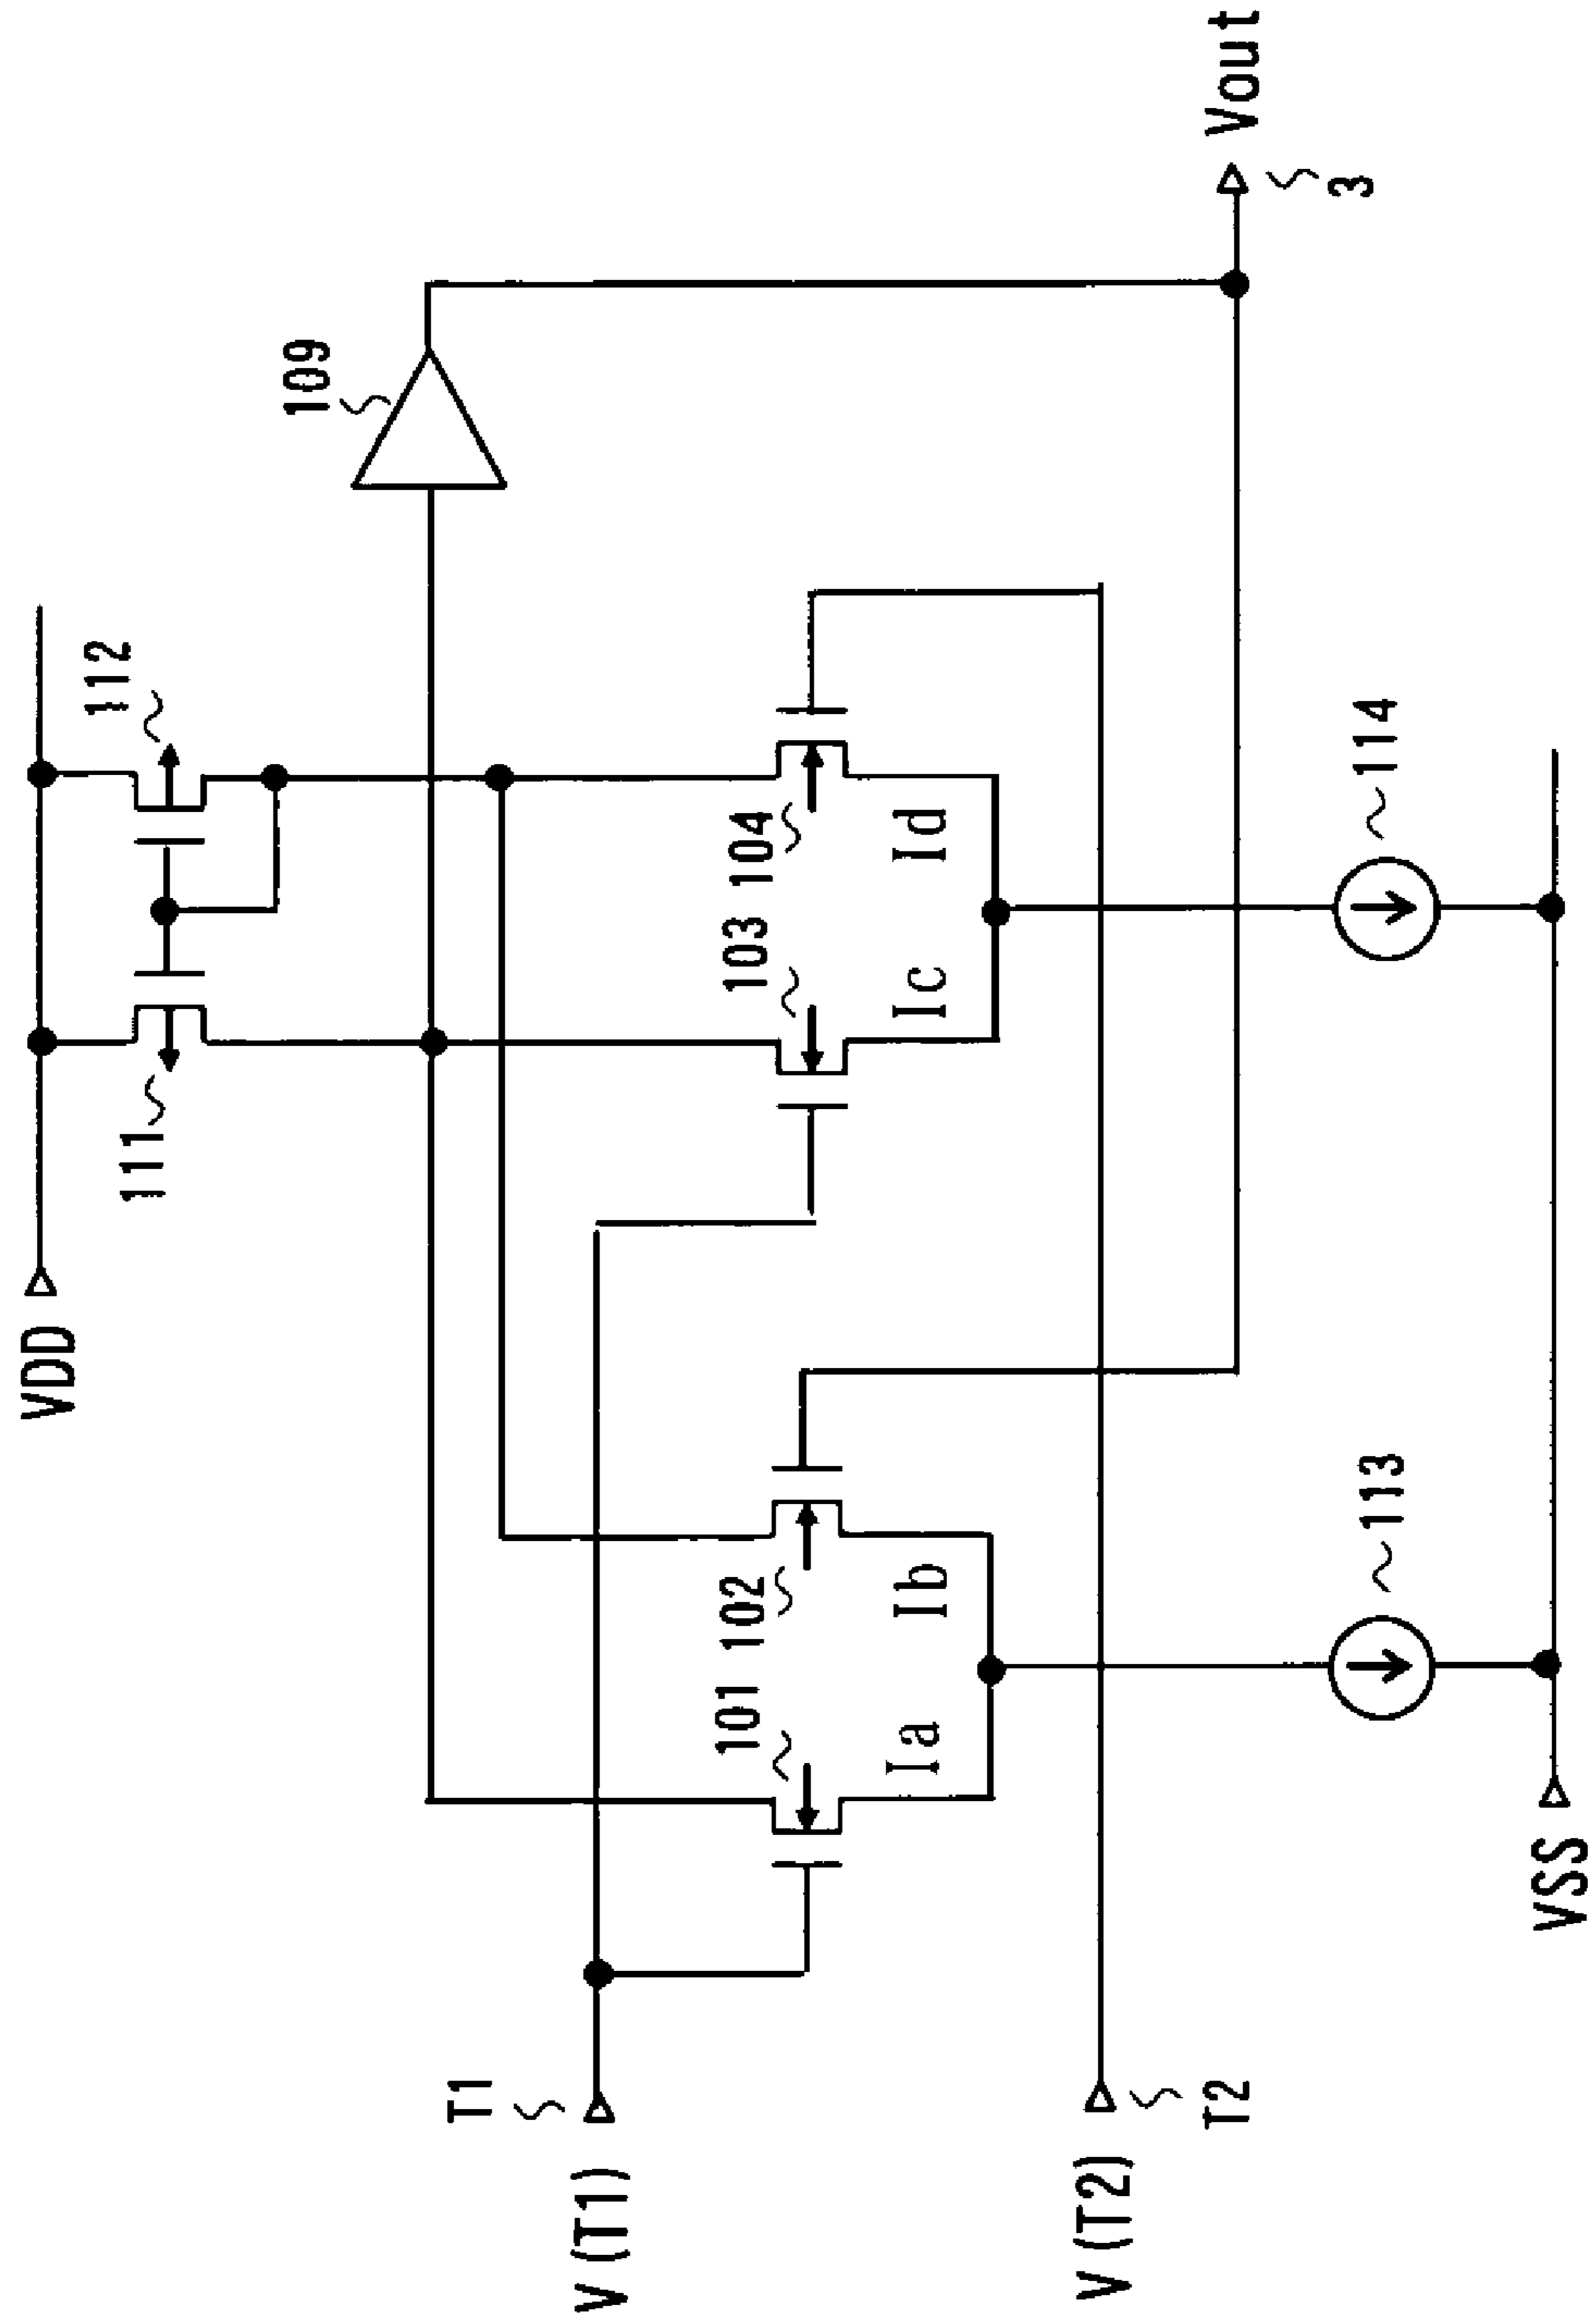 VDD
111
112
109
T1
V (T1)
101
102
103
104
Ia
Ib
Ic
Id
V (T2)
T2
113
114
VSS
Vout
3